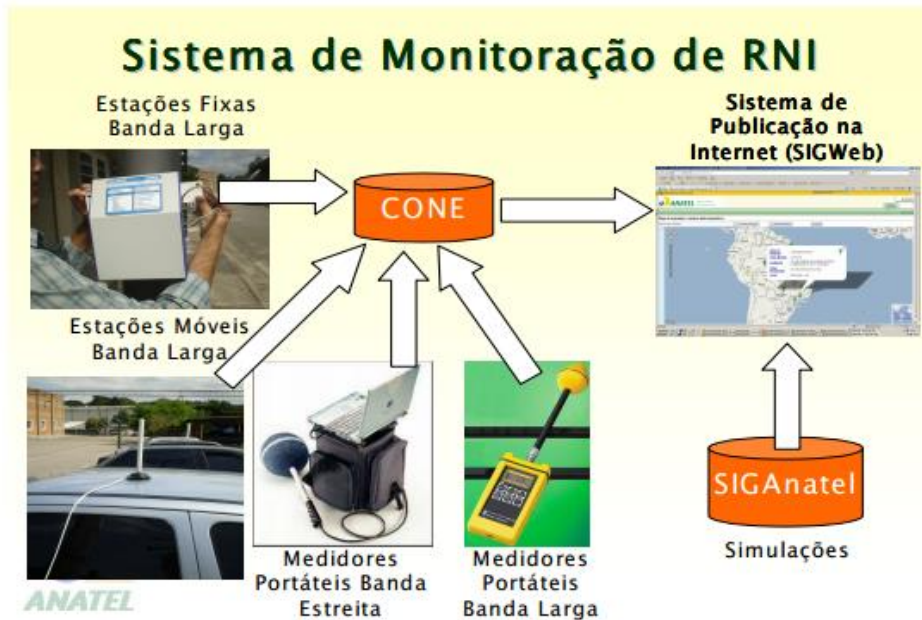 Sistema de Monitoração de RNI
Estações Fixas
Banda Larga
CONE
Sistema de
Publicação na
Internet (SIGWeb)
ANATEL
Estações Móveis
Banda Larga
Medidores
Portáteis Banda
Estreita
Medidores
Portáteis
Banda Larga
SIGAnatel
Simulações
ANATEL